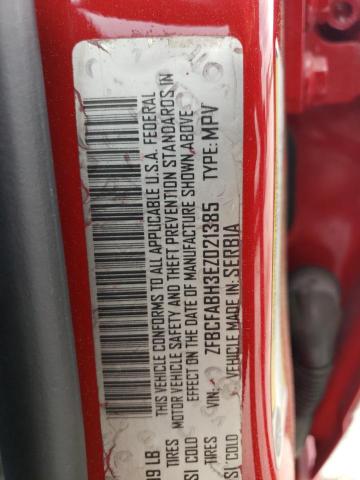 THIS VEHICLE CONFORMS TO ALL APPLICABLE U.S.A. FEDERAL
MOTOR VEHICLE SAFETY AND THEFT PREVENTION STANDARDS IN
EFFECT ON THE DATE OF MANUFACTURE SHOWN ABOVE
VIN: ZFBCFABH3EZ021385 TYPE: MPV
VEHICLE MADE IN SERBIA
LB
TIRES
SI COLD
TIRES
SI COLD